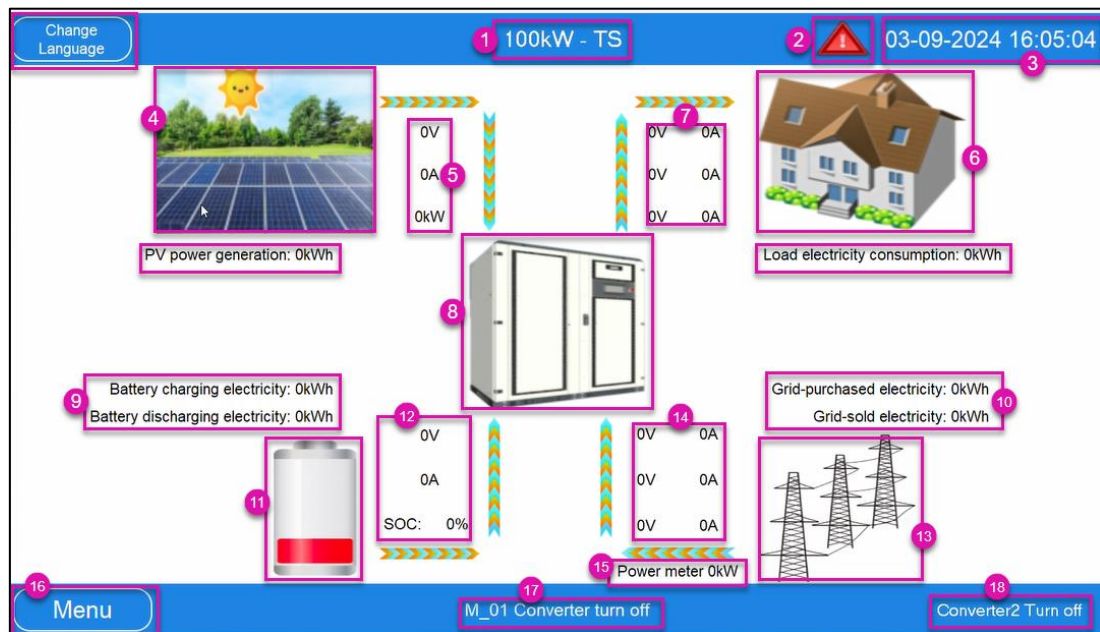 Change
Language
1 100kW - TS
2
03-09-2024 16:05:04
3
4
0V
5
0A
0kW
7
0V 0A
0V 0A
0V 0A
6
PV power generation: 0kWh
Load electricity consumption: 0kWh
8
9
Battery charging electricity: 0kWh
Battery discharging electricity: 0kWh
Grid-purchased electricity: 0kWh
Grid-sold electricity: 0kWh
10
11
12
0V
0A
SOC: 0%
14
0V 0A
0V 0A
0V 0A
13
15 Power meter 0kW
16
Menu
17
M_01 Converter turn off
18
Converter2 Turn off